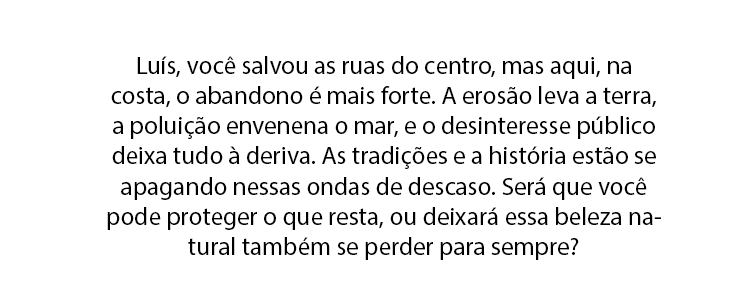 Luís, você salvou as ruas do centro, mas aqui, na
costa, o abandono é mais forte. A erosão leva a terra,
a poluição envenena o mar, e o desinteresse público
deixa tudo à deriva. As tradições e a história estão se
apagando nessas ondas de descaso. Será que você
pode proteger o que resta, ou deixará essa beleza na-
tural também se perder para sempre?